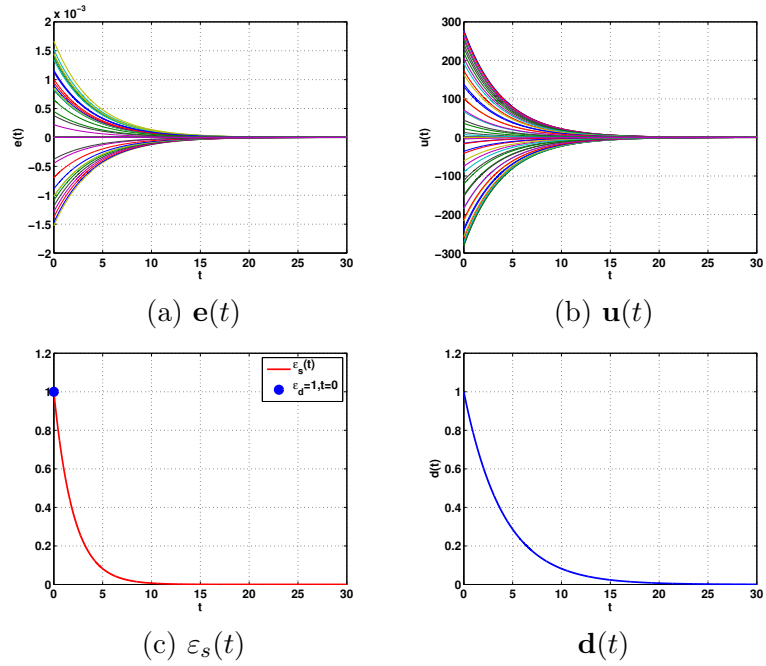 x 10⁻³
2
1.5
1
0.5
0
−0.5
−1
−1.5
−2
e(t)
0 5 10 15 20 25 30
t
(a) e(t)
300
200
100
0
−100
−200
−300
u(t)
0 5 10 15 20 25 30
t
(b) u(t)
1.2
1
0.8
0.6
0.4
0.2
0
ε_s(t)
ε_d=1,t=0
0 5 10 15 20 25 30
t
(c) ε_s(t)
1.2
1
0.8
0.6
0.4
0.2
0
d(t)
0 5 10 15 20 25 30
t
d(t)